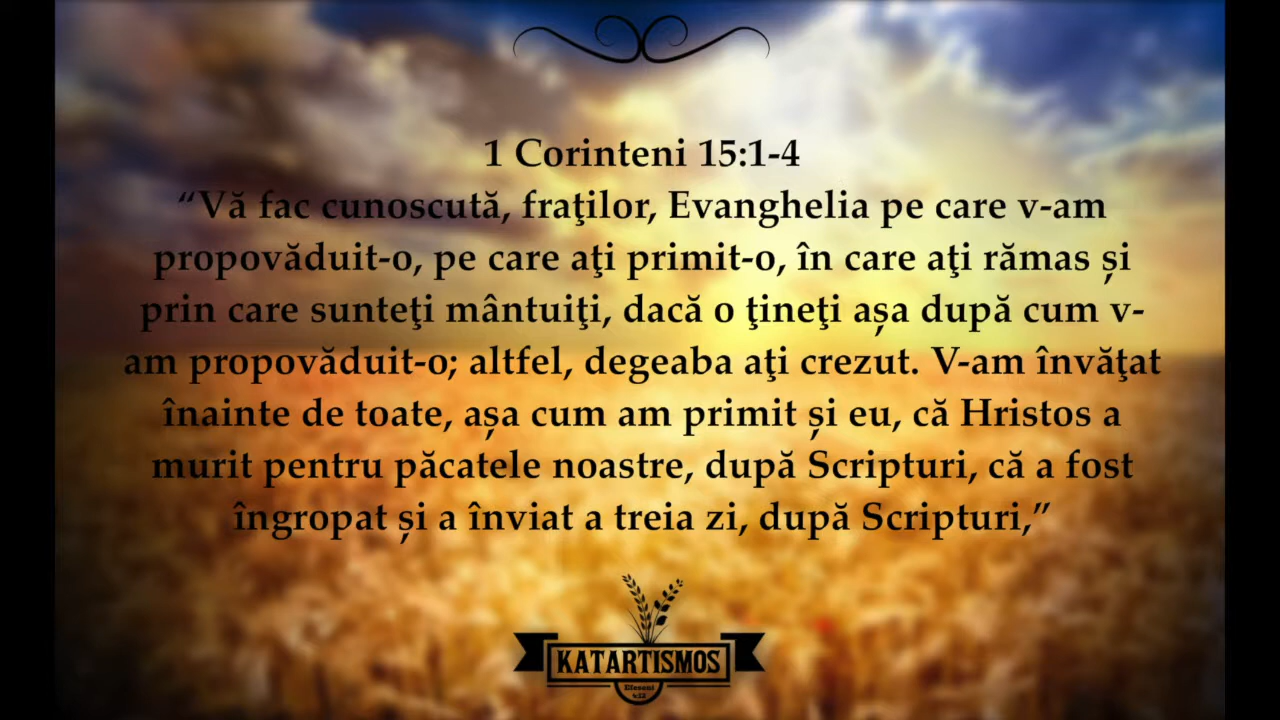 1 Corinteni 15:1-4
“Vă fac cunoscută, fraţilor, Evanghelia pe care v-am
propovăduit-o, pe care aţi primit-o, în care aţi rămas și
prin care sunteţi mântuiţi, dacă o ţineţi așa după cum v-
am propovăduit-o; altfel, degeaba aţi crezut. V-am învăţat
înainte de toate, așa cum am primit și eu, că Hristos a
murit pentru păcatele noastre, după Scripturi, că a fost
îngropat și a înviat a treia zi, după Scripturi,”
KATARTISMOS
Efeseni
4:12